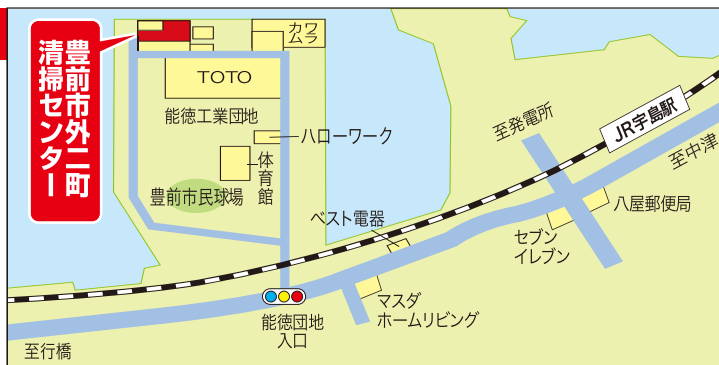 豊前市外二町
清掃センター
カワ
ムラ
TOTO
能徳工業団地
ハローワーク
体育館
豊前市民球場
至発電所
JR宇島駅
至中津
八屋郵便局
セブン
イレブン
ベスト電器
マスダ
ホームリビング
能徳団地
入口
至行橋